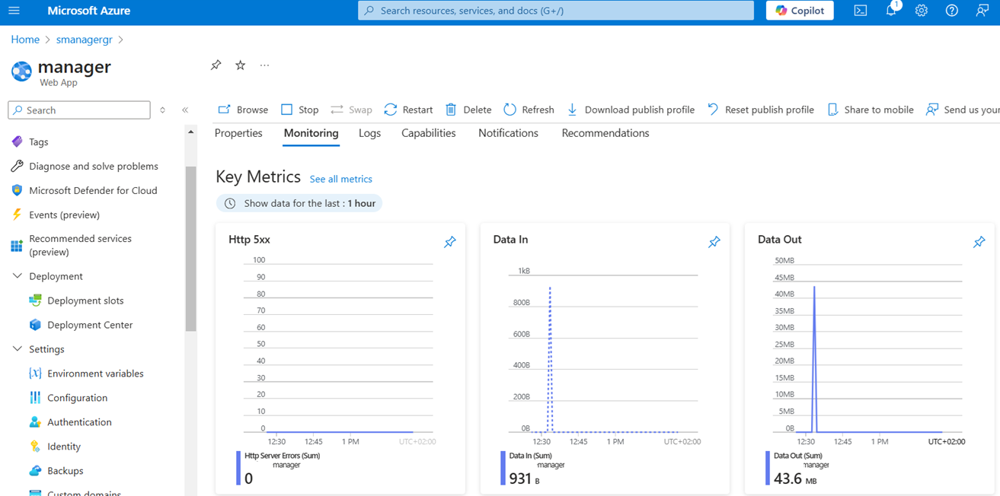 Microsoft Azure
Search resources, services, and docs (G+/)
Copilot
1
Home > smanagergr >
manager
Web App
Search
Browse Stop Swap Restart Delete Refresh Download publish profile Reset publish profile Share to mobile Send us your
Properties Monitoring Logs Capabilities Notifications Recommendations
Tags
Diagnose and solve problems
Microsoft Defender for Cloud
Events (preview)
Recommended services
(preview)
Deployment
Deployment slots
Deployment Center
Settings
Environment variables
Configuration
Authentication
Identity
Backups
Custom domains
Key Metrics See all metrics
Show data for the last : 1 hour
Http 5xx
100
90
80
70
60
50
40
30
20
10
0
12:30 12:45 1 PM UTC+02:00
Http Server Errors (Sum)
manager
0
Data In
1kB
800B
600B
400B
200B
0B
12:30 12:45 1 PM UTC+02:00
Data In (Sum)
manager
931 B
Data Out
50MB
45MB
40MB
35MB
30MB
25MB
20MB
15MB
10MB
5MB
0B
12:30 12:45 1 PM UTC+02:00
Data Out (Sum)
manager
43.6 MB